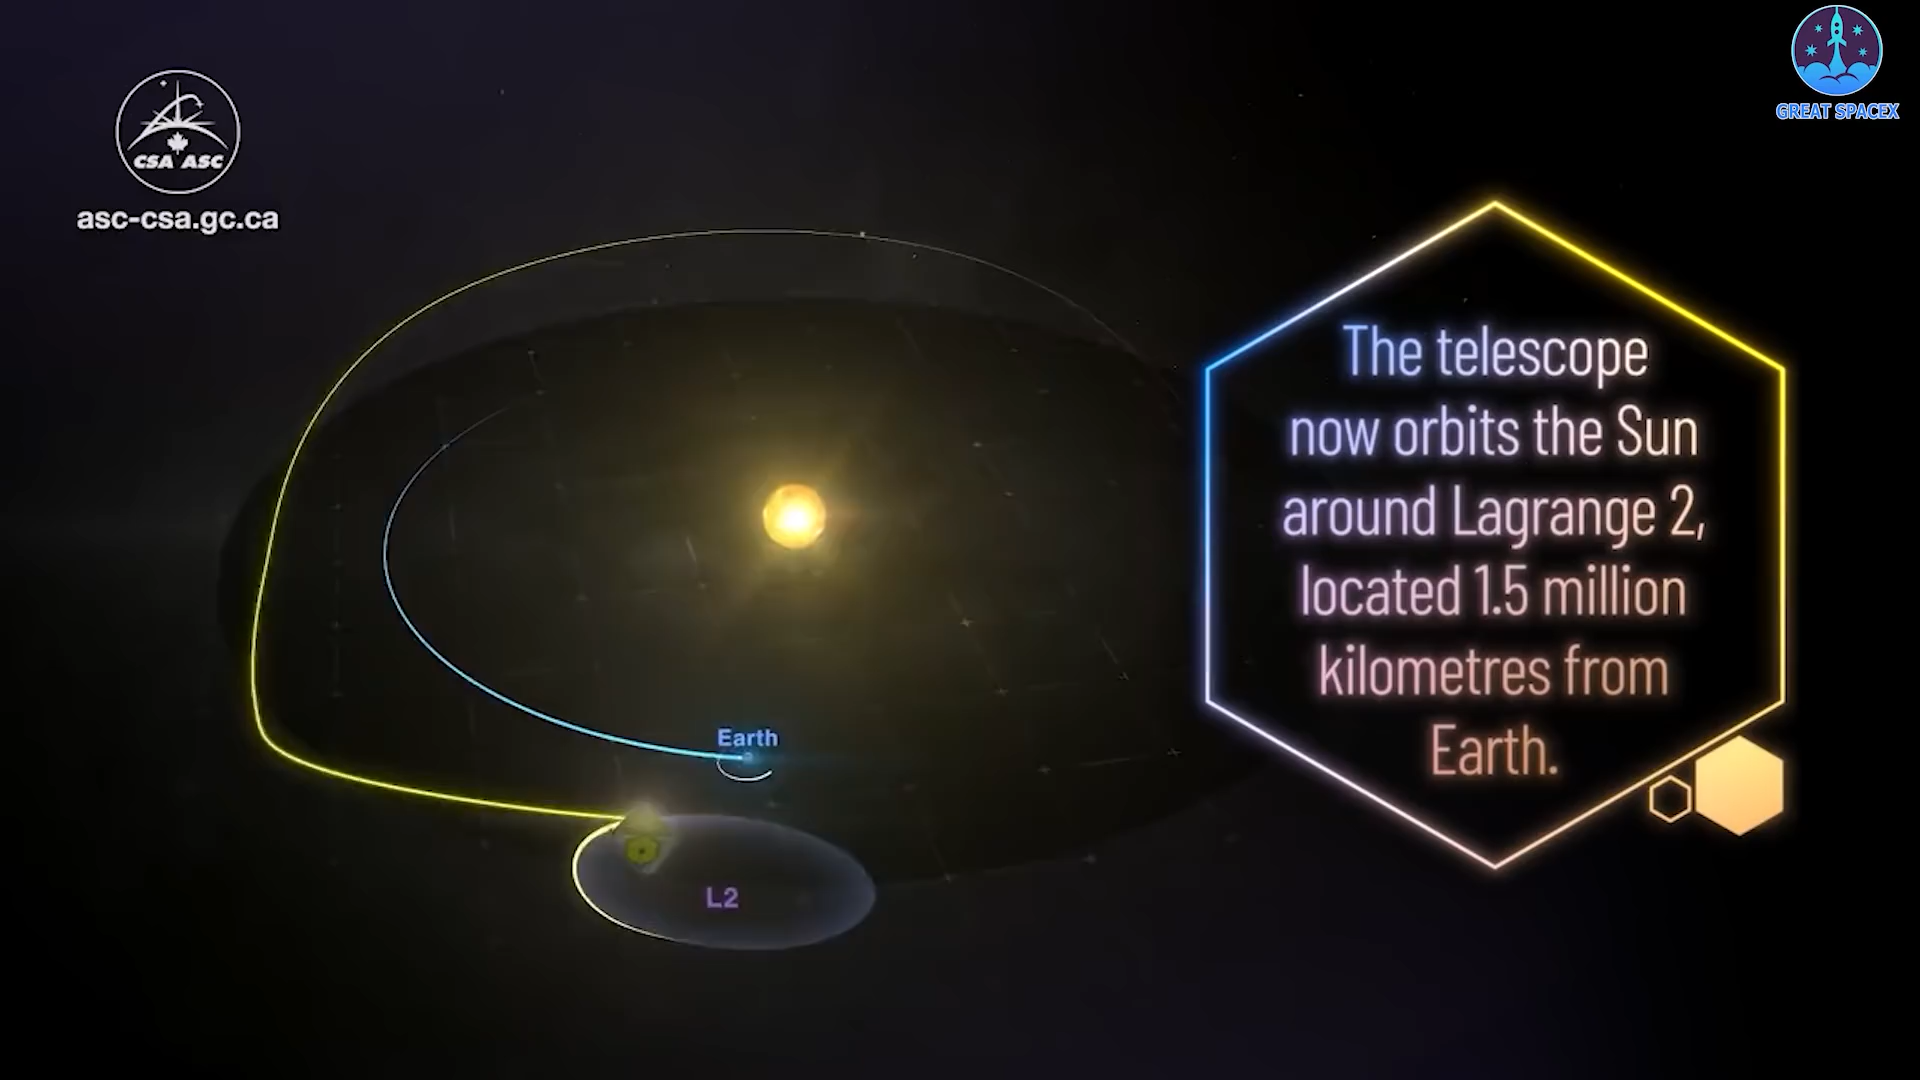 GREAT SPACEX
CSA ASC
asc-csa.gc.ca
The telescope
now orbits the Sun
around Lagrange 2,
located 1.5 million
kilometres from
Earth.
Earth
L2